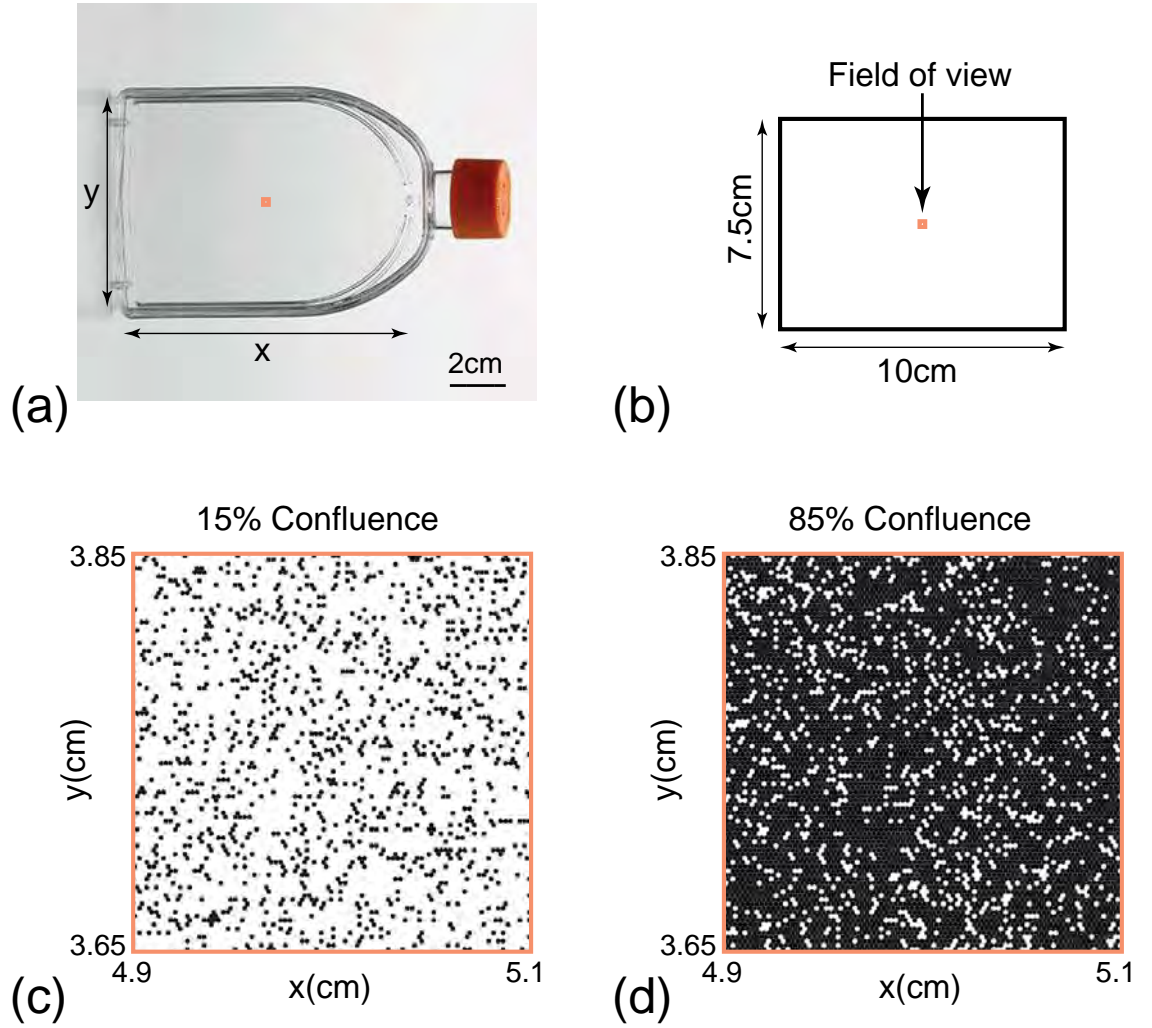 y
x
2cm
(a)
Field of view
7.5cm
10cm
(b)
15% Confluence
3.85
y(cm)
3.65
4.9
x(cm)
5.1
(c)
85% Confluence
3.85
y(cm)
3.65
4.9
x(cm)
5.1
(d)